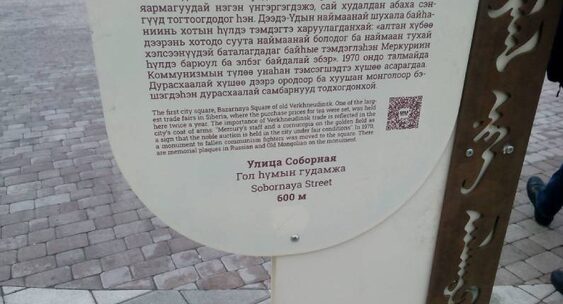 ярмагуудай нэгэн үнгэргэгдэжэ, сай худалдан абаха сэн-
гүүд тогтоогдодог һэн. Дээдэ-Үдын наймаанай шухала байһа-
ниинь хотын һүлдэ тэмдэгтэ харуулагданхай: «алтан хүбөө
дээрэнь хотодо суута наймаанай болодог ба наймаан тухай
хэлсээнүүдэй баталагдадаг байһые тэмдэглэһэн Меркуриин
һүлдэ барюул ба элбэг байдалай эбэр». 1970 ондо талмайда
Коммунизмын түлөө унаһан тэмсэгшэдтэ хүшөө асарагдаа.
Дурасхаалай хүшөө дээрэ ородоор ба хуушан монголоор бэ-
шэгдэһэн дурасхаалай самбарнууд тодхогдонхой.
The first city square, Bazarnaya Square of old Verkhneudinsk. One of the larg-
est trade fairs in Siberia, where the purchase prices for tea were set, was held
here twice a year. The importance of Verkhneudinsk trade is reflected in the
city's coat of arms: "Mercury's staff and a cornucopia on the golden field as
a sign that the noble auction is held in the city under fair conditions". In 1970,
a monument to fallen communism fighters was moved to the square. There
are memorial plaques in Russian and Old Mongolian on the monument.
Улица Соборная
Гол һүмын гудамжа
Sobornaya Street
600 м